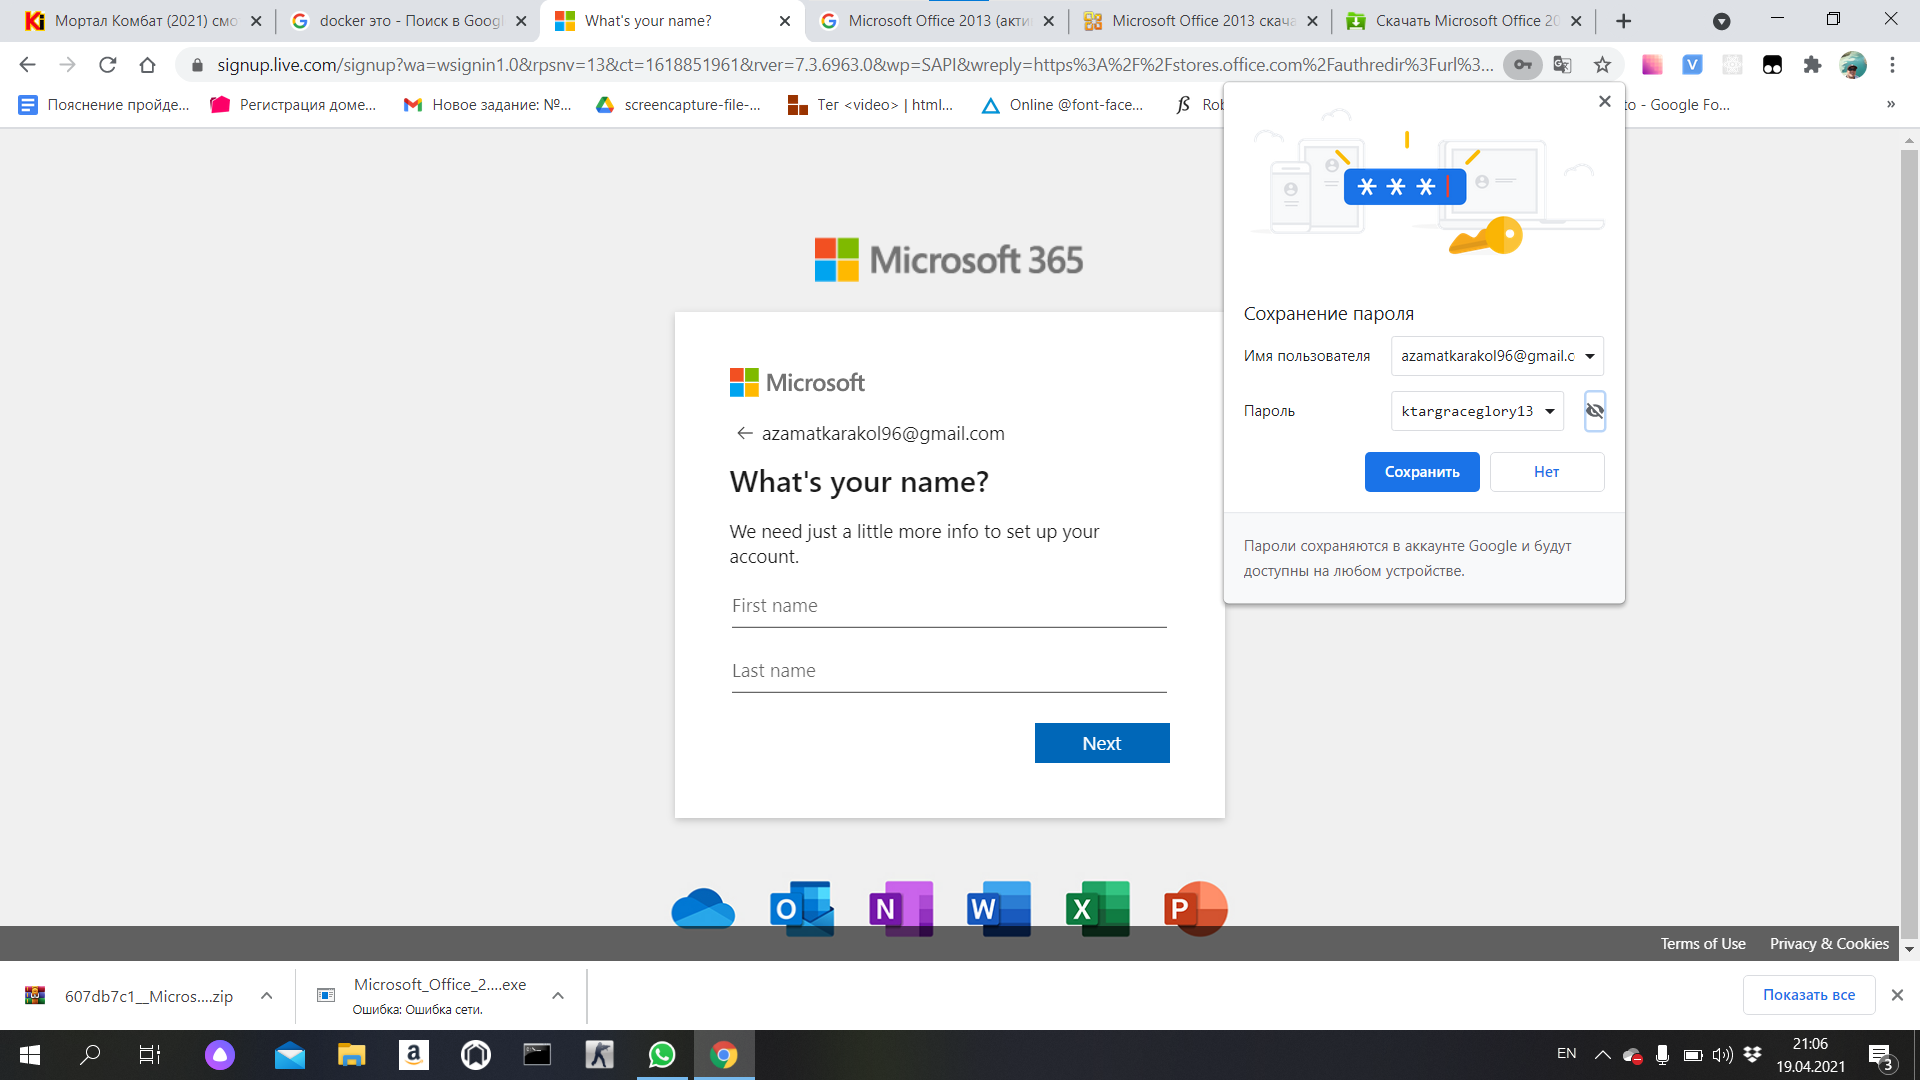 Мортал Комбат (2021) смо
docker это - Поиск в Googl
What's your name?
Microsoft Office 2013 (акти
Microsoft Office 2013 скача
Скачать Microsoft Office 20
signup.live.com/signup?wa=wsignin1.0&rpsnv=13&ct=1618851961&rver=7.3.6963.0&wp=SAPI&wreply=https%3A%2F%2Fstores.office.com%2Fauthredir%3Furl%3...
Пояснение пройде...
Регистрация доме...
Новое задание: №...
screencapture-file-...
Тег <video> | html...
Online @font-face...
Rob
to - Google Fo...
»
Microsoft 365
Microsoft
azamatkarakol96@gmail.com
What's your name?
We need just a little more info to set up your
account.
First name
Last name
Next
* * *
Сохранение пароля
Имя пользователя
azamatkarakol96@gmail.c
Пароль
ktargraceglory13
Сохранить
Нет
Пароли сохраняются в аккаунте Google и будут
доступны на любом устройстве.
Terms of Use
Privacy & Cookies
607db7c1__Micros....zip
Microsoft_Office_2....exe
Ошибка: Ошибка сети.
Показать все
EN
21:06
19.04.2021
3